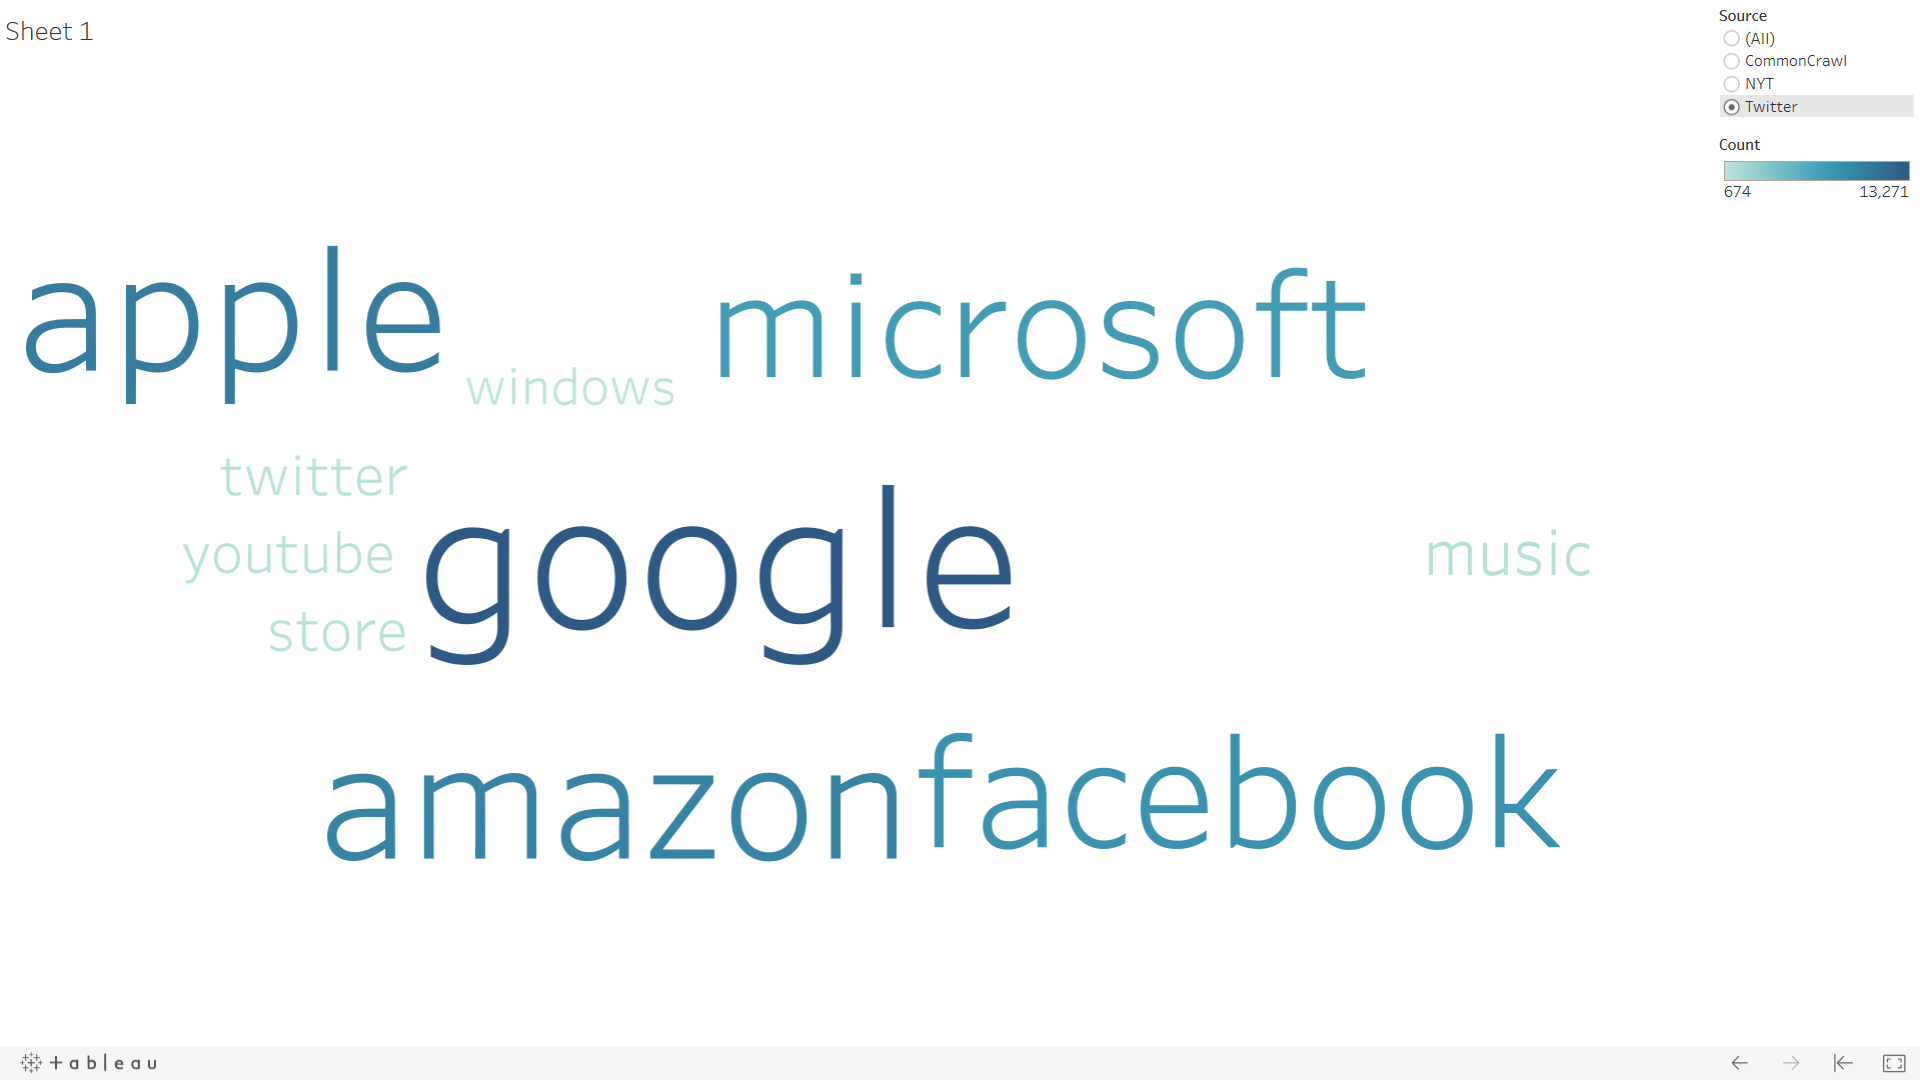 Sheet 1
Source
(All)
CommonCrawl
NYT
Twitter
Count
674 13,271
apple microsoft
windows
twitter
google
youtube
music
store
amazon facebook
tableau